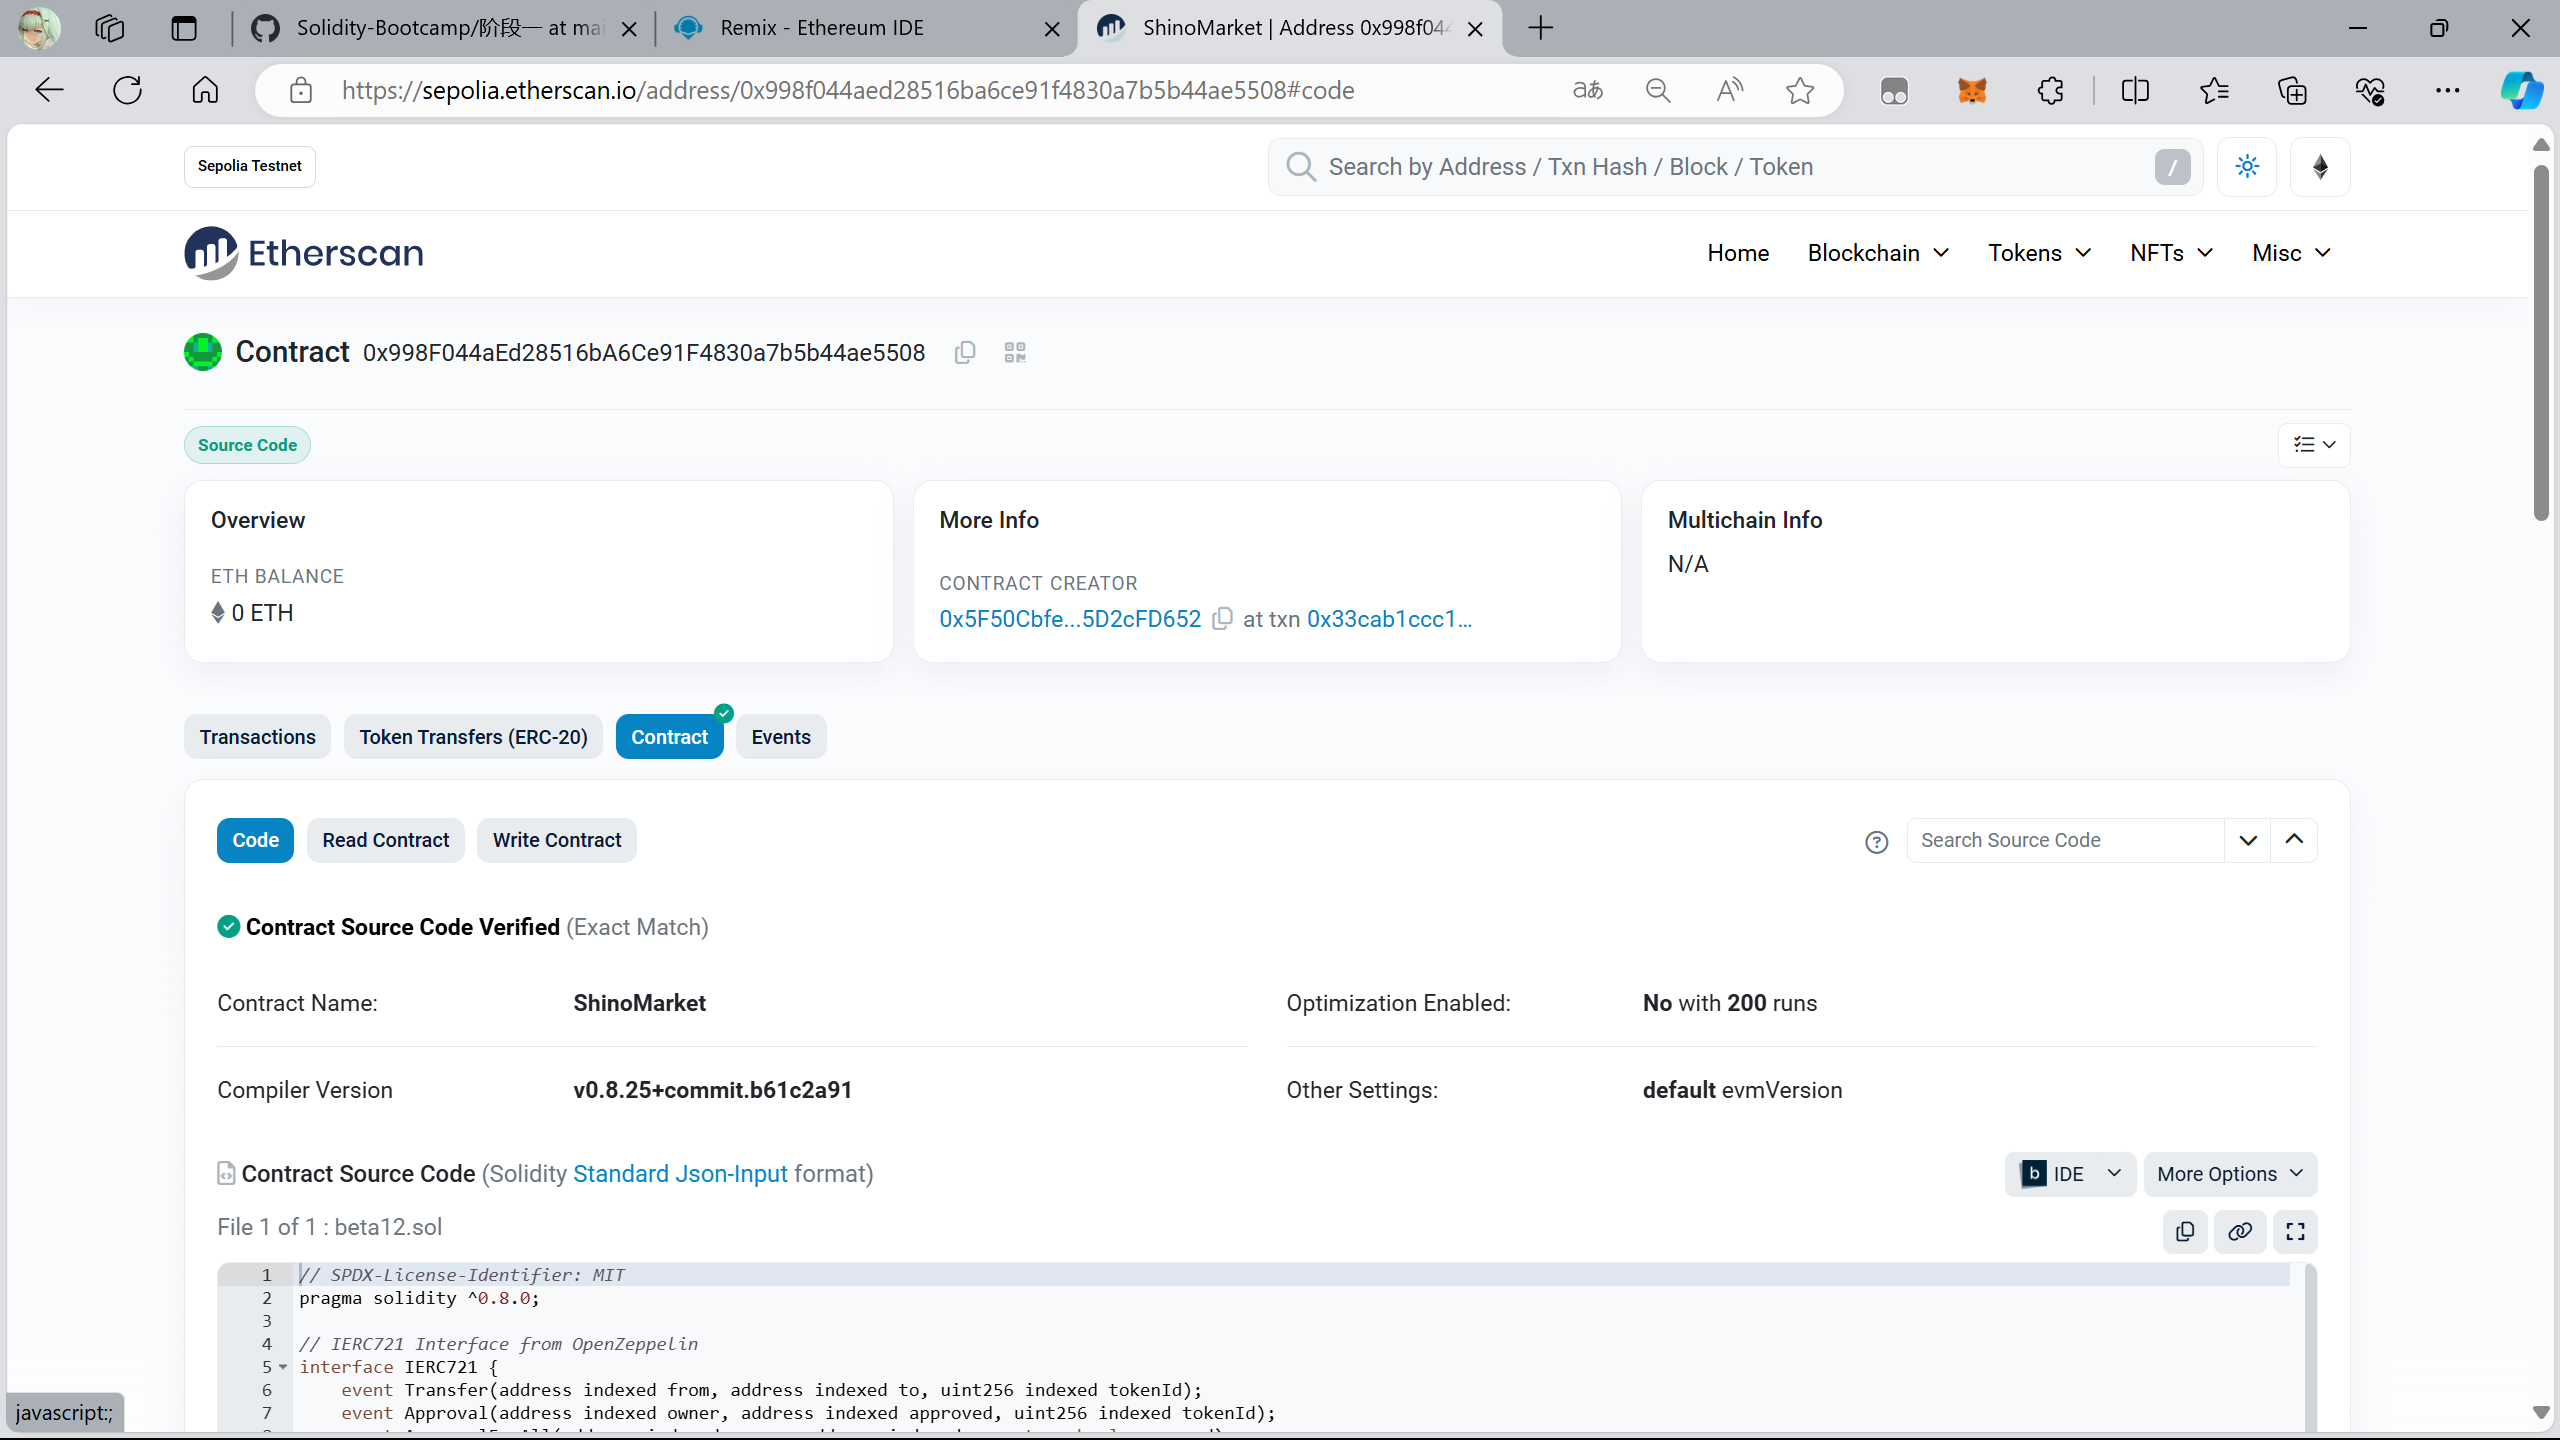 Solidity-Bootcamp/阶段一 at mai
Remix - Ethereum IDE
ShinoMarket | Address 0x998f044
https://sepolia.etherscan.io/address/0x998f044aed28516ba6ce91f4830a7b5b44ae5508#code
Sepolia Testnet
Search by Address / Txn Hash / Block / Token
/
Etherscan
Home
Blockchain
Tokens
NFTs
Misc
Contract 0x998F044aEd28516bA6Ce91F4830a7b5b44ae5508
Source Code
Overview
ETH BALANCE
0 ETH
More Info
CONTRACT CREATOR
0x5F50Cbfe...5D2cFD652 at txn 0x33cab1ccc1...
Multichain Info
N/A
Transactions
Token Transfers (ERC-20)
Contract
Events
Code
Read Contract
Write Contract
Search Source Code
Contract Source Code Verified (Exact Match)
Contract Name:
ShinoMarket
Optimization Enabled:
No with 200 runs
Compiler Version
v0.8.25+commit.b61c2a91
Other Settings:
default evmVersion
Contract Source Code (Solidity Standard Json-Input format)
IDE
More Options
File 1 of 1 : beta12.sol
1 // SPDX-License-Identifier: MIT
2 pragma solidity ^0.8.0;
3
4 // IERC721 Interface from OpenZeppelin
5 interface IERC721 {
6 event Transfer(address indexed from, address indexed to, uint256 indexed tokenId);
7 event Approval(address indexed owner, address indexed approved, uint256 indexed tokenId);
javascript:;